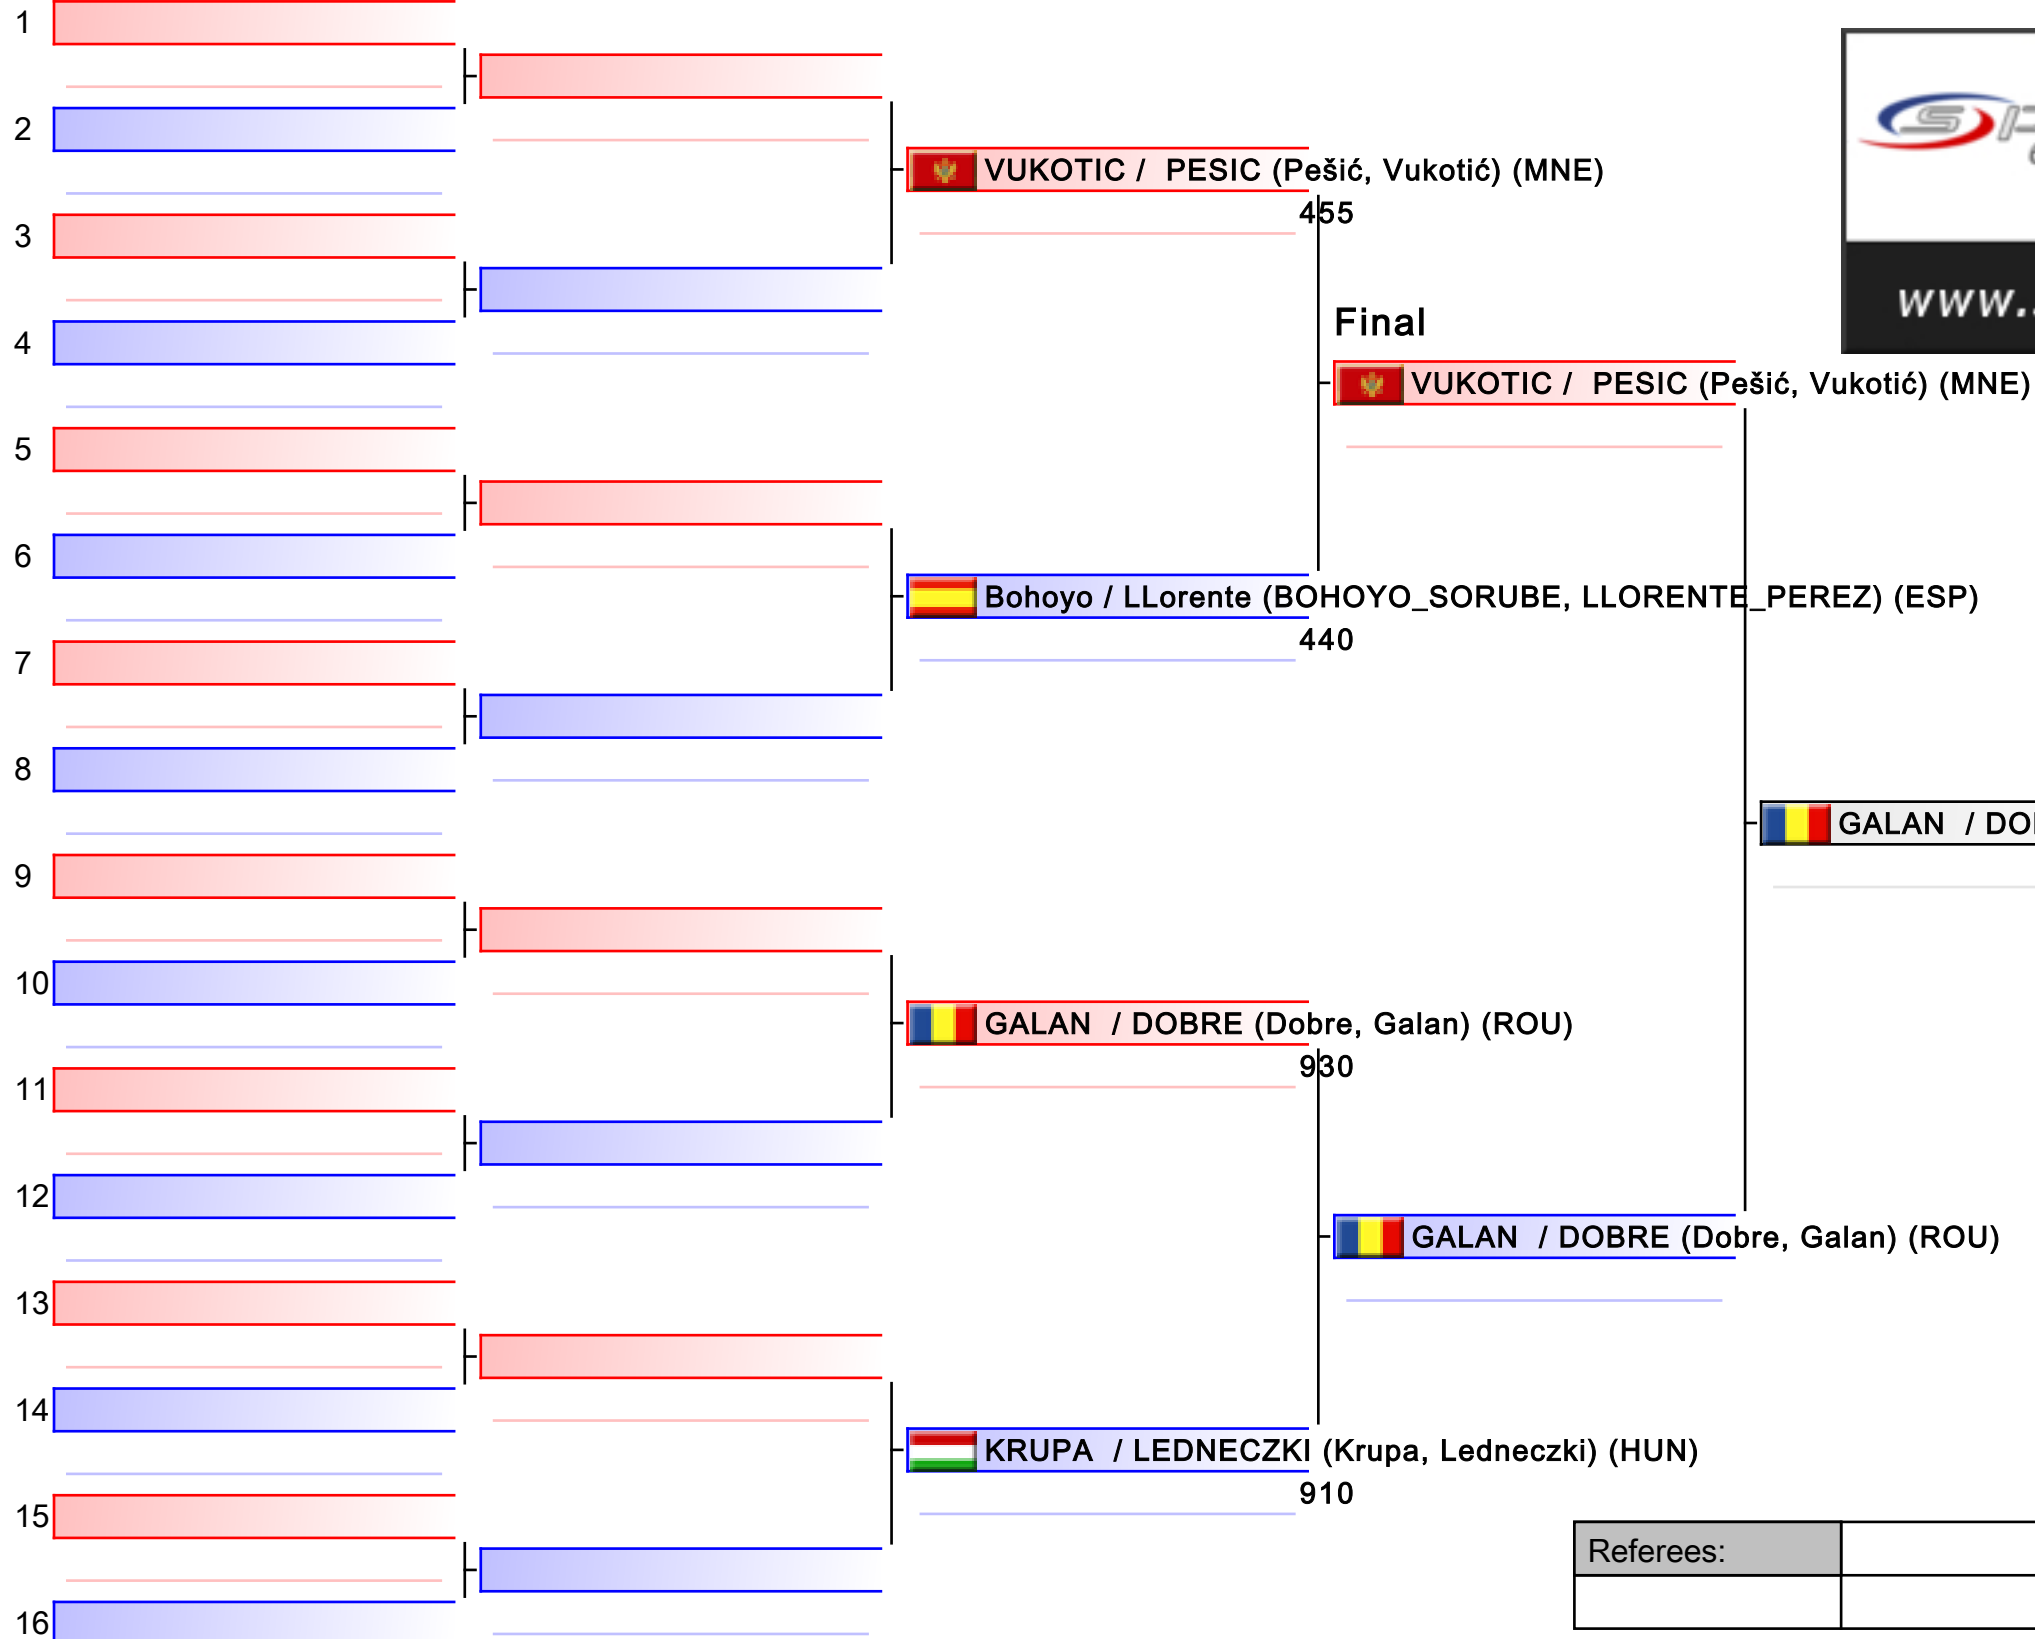 1
2
VUKOTIC / PESIC (Pešić, Vukotić) (MNE)
455
3
www.
Final
4
VUKOTIC / PESIC (Pešić, Vukotić) (MNE)
5
6
Bohoyo / LLorente (BOHOYO_SORUBE, LLORENTE_PEREZ) (ESP)
440
7
8
GALAN / DO
9
10
GALAN / DOBRE (Dobre, Galan) (ROU)
930
11
12
GALAN / DOBRE (Dobre, Galan) (ROU)
13
14
KRUPA / LEDNECZKI (Krupa, Ledneczki) (HUN)
910
15
Referees:
16